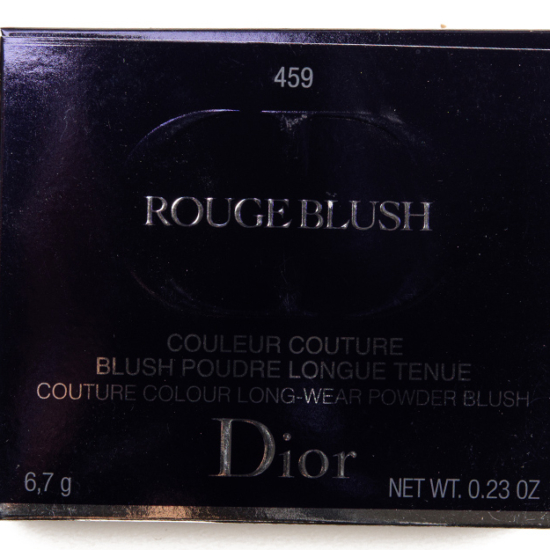 459
ROUGE BLUSH
COULEUR COUTURE
BLUSH POUDRE LONGUE TENUE
COUTURE COLOUR LONG-WEAR POWDER BLUSH
Dior
6,7 g NET WT. 0.23 OZ